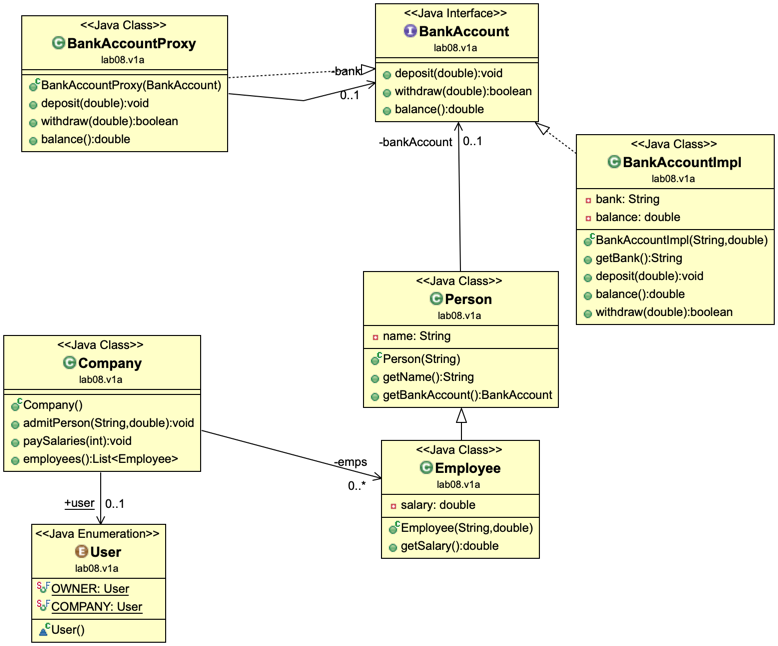 <<Java Class>>
BankAccountProxy
lab08.v1a
BankAccountProxy(BankAccount)
deposit(double):void
withdraw(double):boolean
balance():double
-bank
0..1
<<Java Interface>>
BankAccount
lab08.v1a
deposit(double):void
withdraw(double):boolean
balance():double
-bankAccount
0..1
<<Java Class>>
BankAccountImpl
lab08.v1a
bank: String
balance: double
BankAccountImpl(String,double)
getBank():String
deposit(double):void
balance():double
withdraw(double):boolean
<<Java Class>>
Person
lab08.v1a
name: String
Person(String)
getName():String
getBankAccount():BankAccount
<<Java Class>>
Company
lab08.v1a
Company()
admitPerson(String,double):void
paySalaries(int):void
employees():List<Employee>
-emps
0..*
<<Java Class>>
Employee
lab08.v1a
salary: double
Employee(String,double)
getSalary():double
+user
0..1
<<Java Enumeration>>
User
lab08.v1a
OWNER: User
COMPANY: User
User()